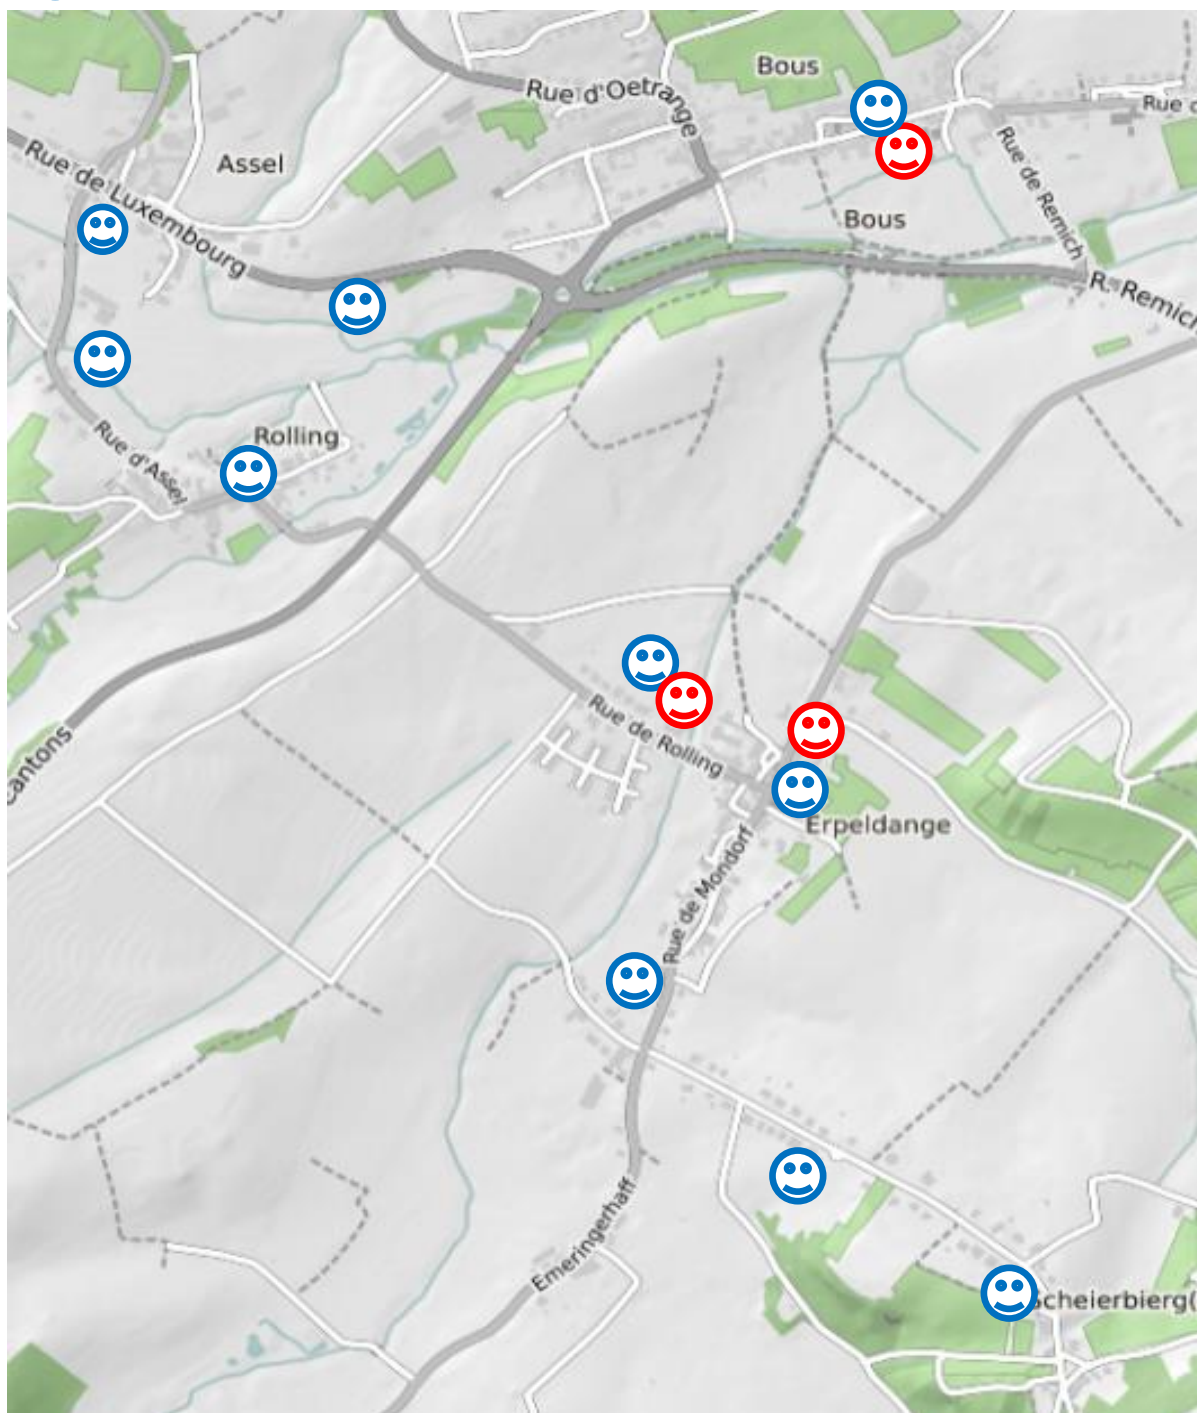 Bous
Rue d'Oetrange
Rue d
Rue de Luxembourg
Assel
Rue de Remich
Bous
R. Remich
Rolling
Rue d'Assel
Rue de Rolling
Cantons
Erpeldange
Rue de Mondorf
Emeringerhaff
Scheierbierg(